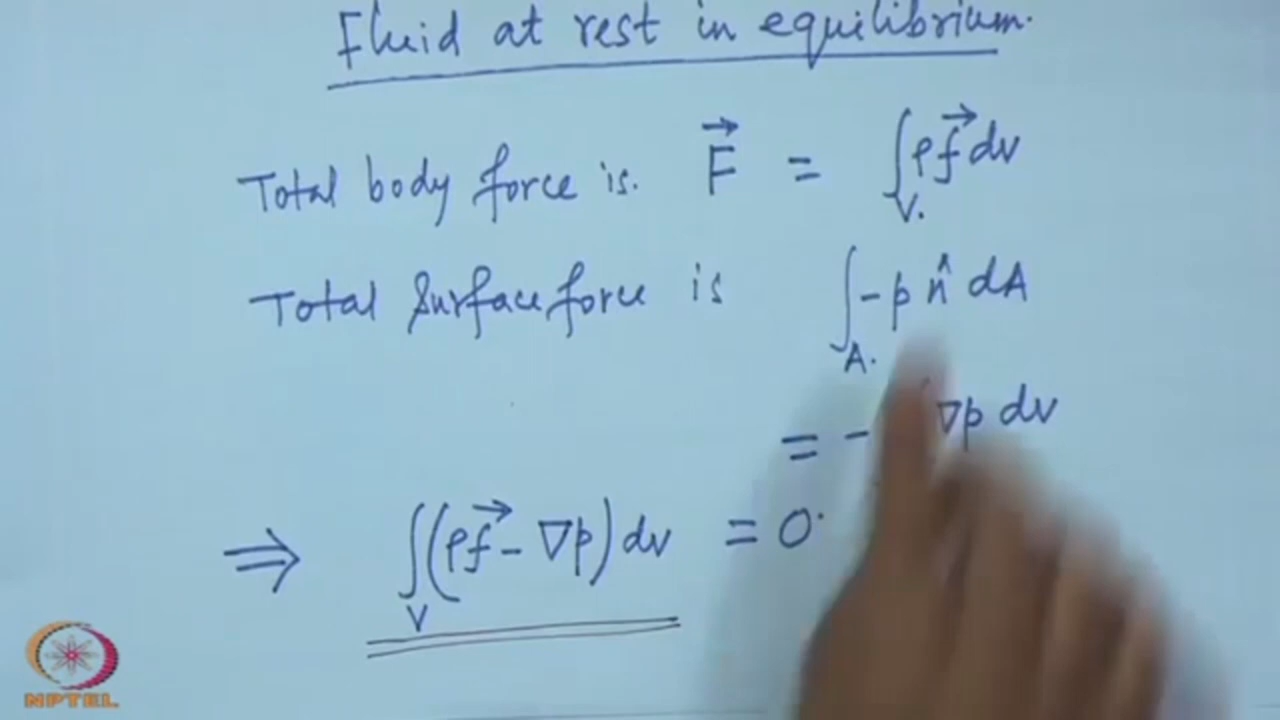 Fluid at rest in equilibrium.
Total body force is. F⃗ = ∫_V. ρf⃗ dv
Total Surface force is ∫_A. -p n̂ dA
= - ∇p dv
⇒ ∫_V (ρf⃗ - ∇p) dv = 0.
NPTEL